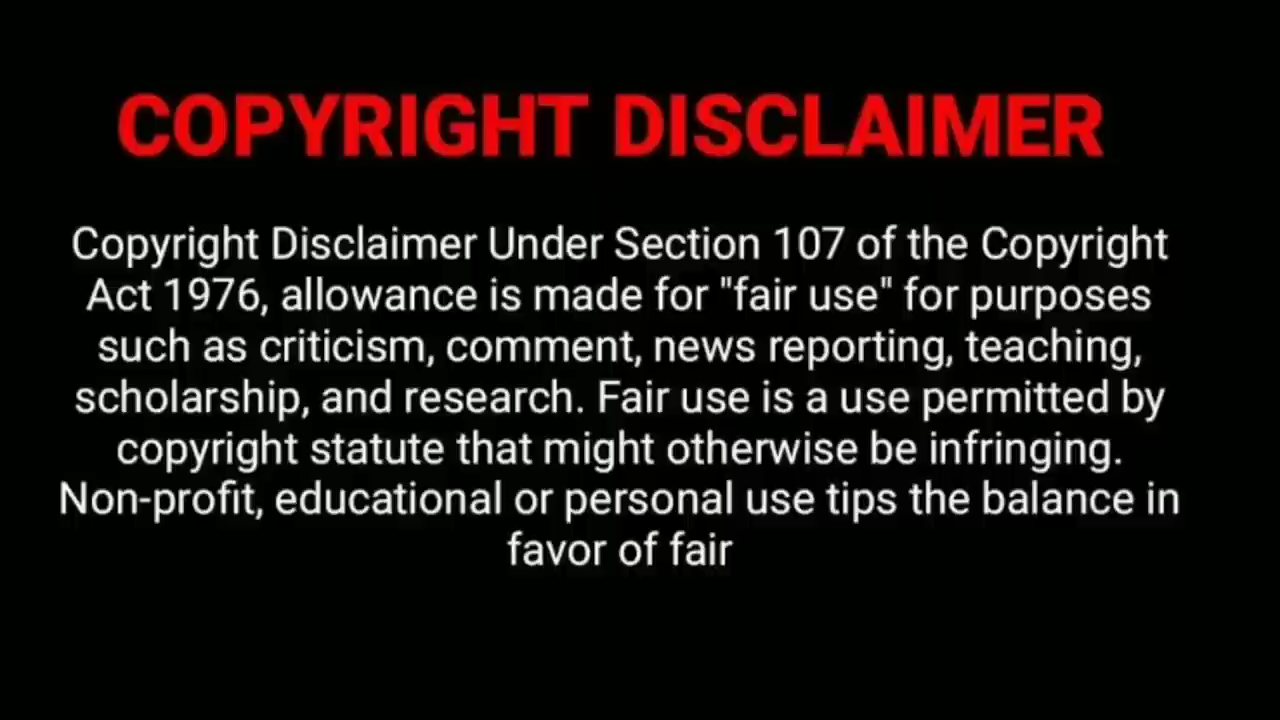 COPYRIGHT DISCLAIMER
Copyright Disclaimer Under Section 107 of the Copyright
Act 1976, allowance is made for "fair use" for purposes
such as criticism, comment, news reporting, teaching,
scholarship, and research. Fair use is a use permitted by
copyright statute that might otherwise be infringing.
Non-profit, educational or personal use tips the balance in
favor of fair